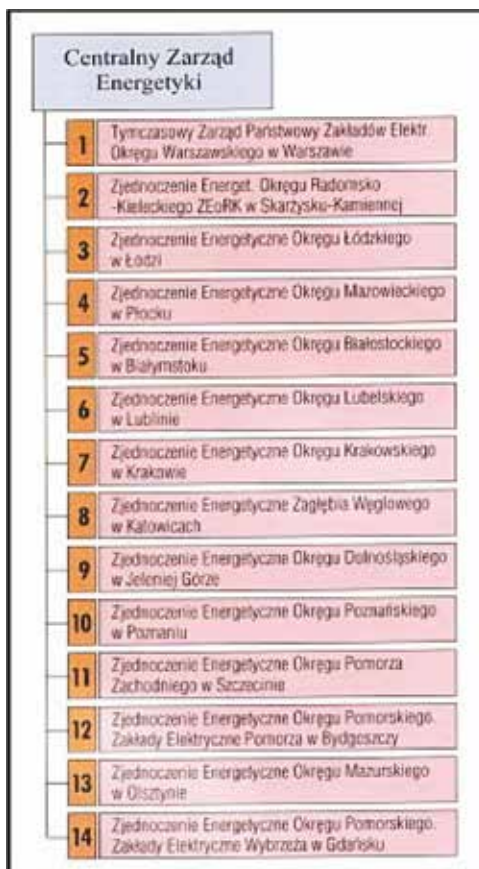 Centralny Zarząd
Energetyki
1
Tymczasowy Zarząd Państwowy Zakładów Elektr.
Okręgu Warszawskiego w Warszawie
2
Zjednoczenie Energet. Okręgu Radomsko
-Kieleckiego ZEoRK w Skarżysku-Kamiennej
3
Zjednoczenie Energetyczne Okręgu Łódzkiego
w Łodzi
4
Zjednoczenie Energetyczne Okręgu Mazowieckiego
w Płocku
5
Zjednoczenie Energetyczne Okręgu Białostockiego
w Białymstoku
6
Zjednoczenie Energetyczne Okręgu Lubelskiego
w Lublinie
7
Zjednoczenie Energetyczne Okręgu Krakowskiego
w Krakowie
8
Zjednoczenie Energetyczne Zagłębia Węglowego
w Katowicach
9
Zjednoczenie Energetyczne Okręgu Dolnośląskiego
w Jeleniej Górze
10
Zjednoczenie Energetyczne Okręgu Poznańskiego
w Poznaniu
11
Zjednoczenie Energetyczne Okręgu Pomorza
Zachodniego w Szczecinie
12
Zjednoczenie Energetyczne Okręgu Pomorskiego.
Zakłady Elektryczne Pomorza w Bydgoszczy
13
Zjednoczenie Energetyczne Okręgu Mazurskiego
w Olsztynie
14
Zjednoczenie Energetyczne Okręgu Pomorskiego.
Zakłady Elektryczne Wybrzeża w Gdańsku